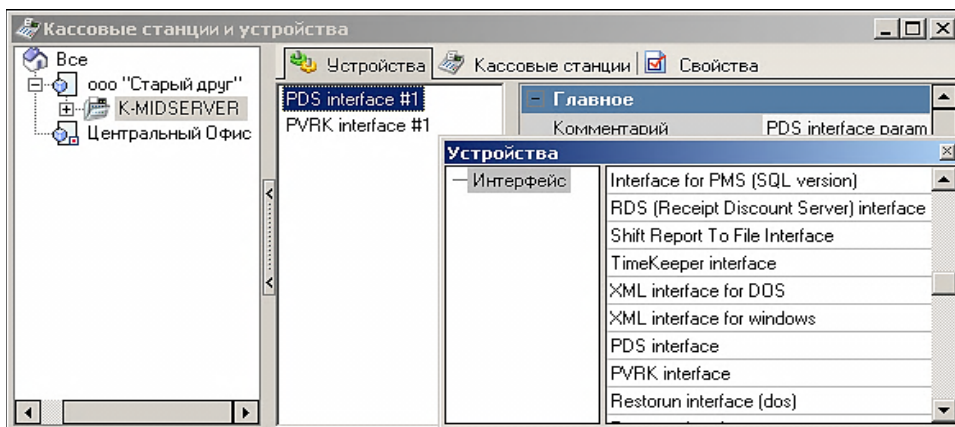 Кассовые станции и устройства
Все
ооо "Старый друг"
K-MIDSERVER
Центральный Офис
Устройства
Кассовые станции
Свойства
PDS interface #1
PVRK interface #1
Главное
Комментарий
PDS interface param
Устройства
Интерфейс
Interface for PMS (SQL version)
RDS (Receipt Discount Server) interface
Shift Report To File Interface
TimeKeeper interface
XML interface for DOS
XML interface for windows
PDS interface
PVRK interface
Restorun interface (dos)